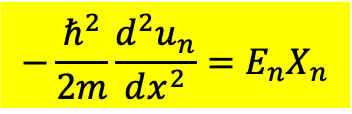 −ħ²/2m d²uₙ/dx² = EₙXₙ